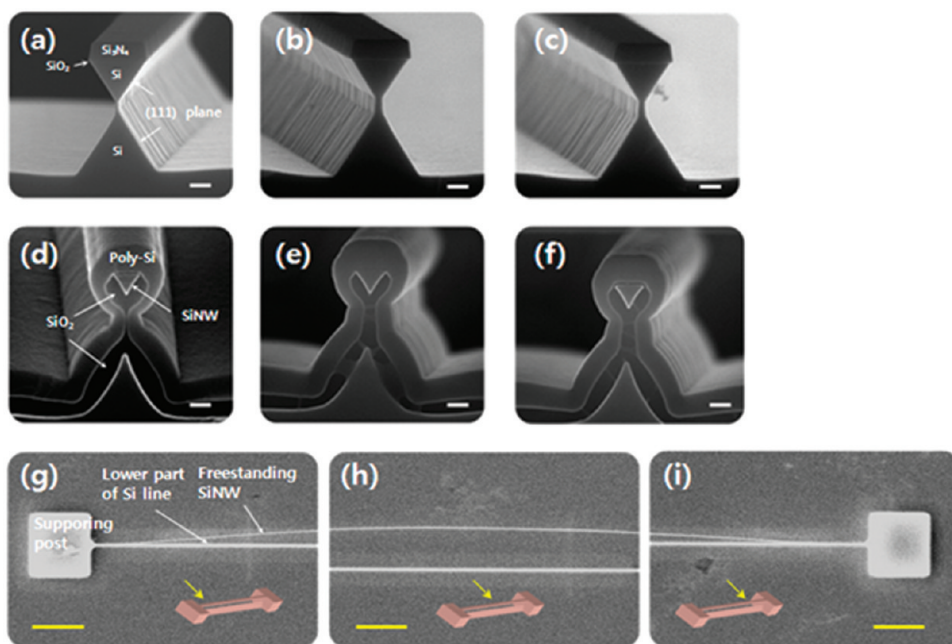 (a)
Si₃N₄
SiO₂
Si
(111) plane
Si
(b)
(c)
(d)
Poly-Si
SiO₂
SiNW
(e)
(f)
(g)
Lower part
of Si line
Freestanding
SiNW
Supporing
post
(h)
(i)